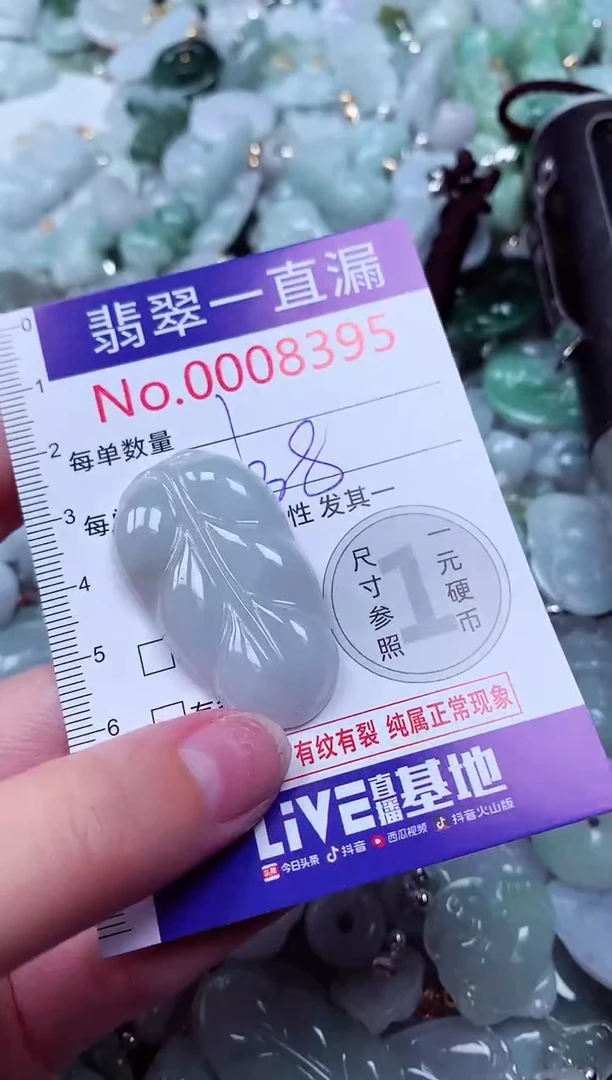 翡翠一直漏
No.0008395
0
1
2
3
4
5
6
每单数量
1
38
每
性 发其一
尺寸参照
1
一元硬币
有纹有裂 纯属正常现象
LiVE直播基地
今日头条 抖音 西瓜视频 抖音火山版